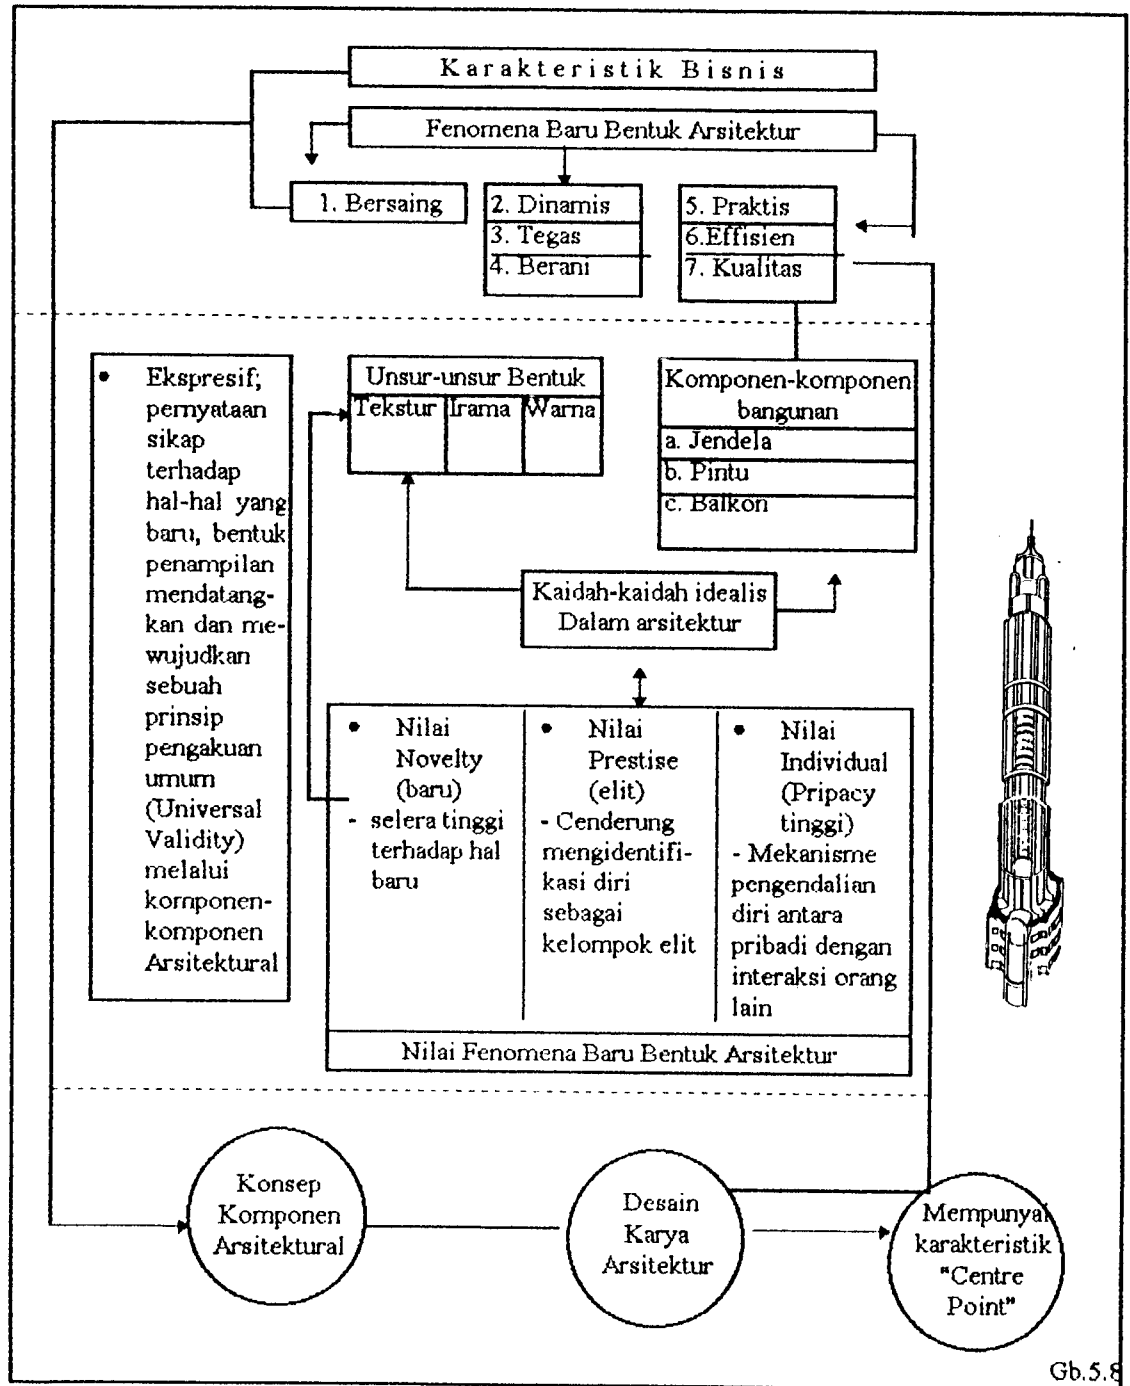 Karakteristik Bisnis
Fenomena Baru Bentuk Arsitektur
1. Bersaing
2. Dinamis
3. Tegas
4. Berani
5. Praktis
6.Effisien
7. Kualitas
• Ekspresif;
pernyataan
sikap
terhadap
hal-hal yang
baru, bentuk
penampilan
mendatang-
kan dan me-
wujudkan
sebuah
prinsip
pengakuan
umum
(Universal
Validity)
melalui
komponen-
komponen
Arsitektural
Unsur-unsur Bentuk
Tekstur Irama Warna
Komponen-komponen
bangunan
a. Jendela
b. Pintu
c. Balkon
Kaidah-kaidah idealis
Dalam arsitektur
• Nilai
Novelty
(baru)
- selera tinggi
terhadap hal
baru
• Nilai
Prestise
(elit)
- Cenderung
mengidentifi-
kasi diri
sebagai
kelompok elit
• Nilai
Individual
(Pripacy
tinggi)
- Mekanisme
pengendalian
diri antara
pribadi dengan
interaksi orang
lain
Nilai Fenomena Baru Bentuk Arsitektur
Konsep
Komponen
Arsitektural
Desain
Karya
Arsitektur
Mempunyai
karakteristik
"Centre
Point"
Gb.5.8